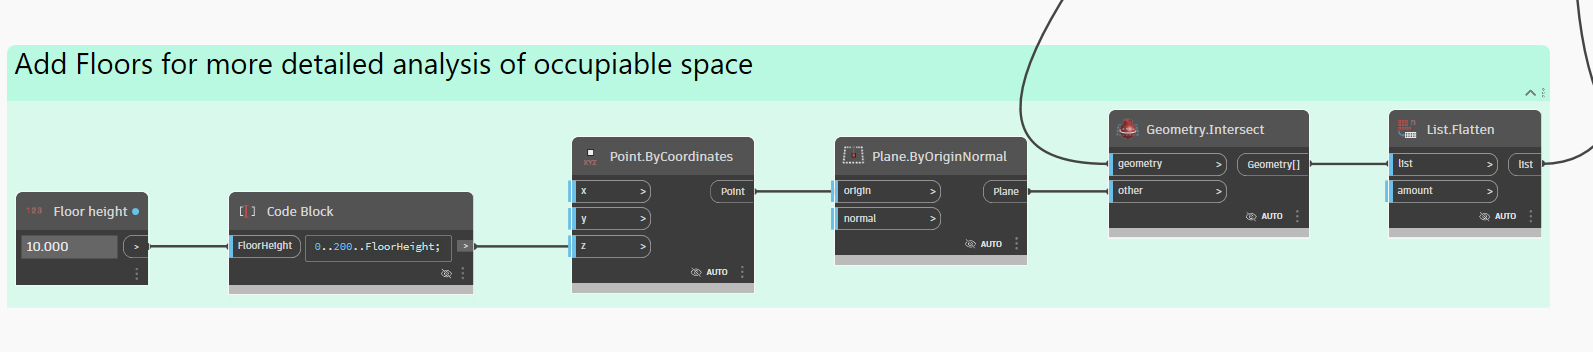 Add Floors for more detailed analysis of occupiable space
123 Floor height
10.000 >
Code Block
FloorHeight 0..200..FloorHeight; >
XYZ Point.ByCoordinates
x > Point
y >
z >
AUTO
Plane.ByOriginNormal
origin > Plane
normal >
AUTO
Geometry.Intersect
geometry > Geometry[]
other >
AUTO
List.Flatten
list > list
amount >
AUTO